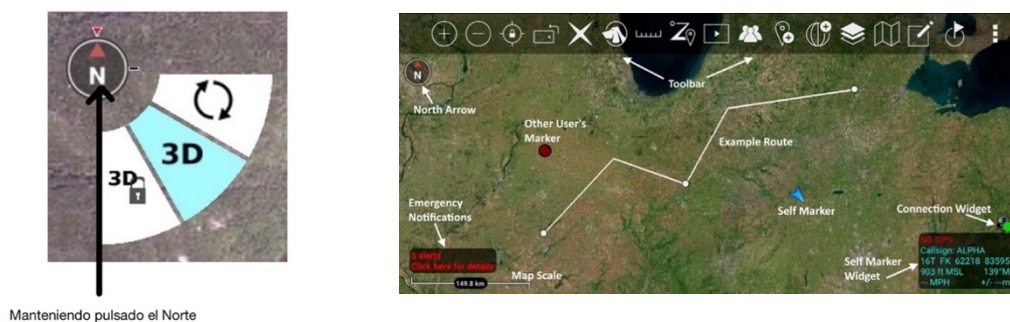 N
3D
3D
Manteniendo pulsado el Norte
N
Toolbar
North Arrow
Other User's
Marker
Example Route
Self Marker
Emergency
Notifications
Connection Widget
5 alerts
Click here for details
Map Scale
149.8 km
Self Marker
Widget
NO GPS
Callsign: ALPHA
16T FK 62218 83595
903 ft MSL 139°M
--- MPH +/- ---m